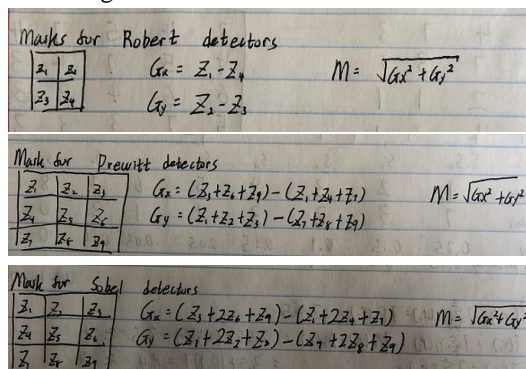 Masks for Robert detectors
Z₁ Z₂ Gx = Z₁ - Z₄ M = √Gx² + Gy²
Z₃ Z₄ Gy = Z₂ - Z₃
Mask for Prewitt detectors
Z₁ Z₂ Z₃ Gx = (Z₃+Z₆+Z₉) - (Z₁+Z₄+Z₇) M = √Gx² + Gy²
Z₄ Z₅ Z₆ Gy = (Z₁+Z₂+Z₃) - (Z₇+Z₈+Z₉)
Z₇ Z₈ Z₉
Mask for Sobel detectors
Z₁ Z₂ Z₃ Gx = (Z₃+2Z₆+Z₉) - (Z₁+2Z₄+Z₇) M = √Gx² + Gy²
Z₄ Z₅ Z₆ Gy = (Z₁+2Z₂+Z₃) - (Z₇+2Z₈+Z₉)
Z₇ Z₈ Z₉